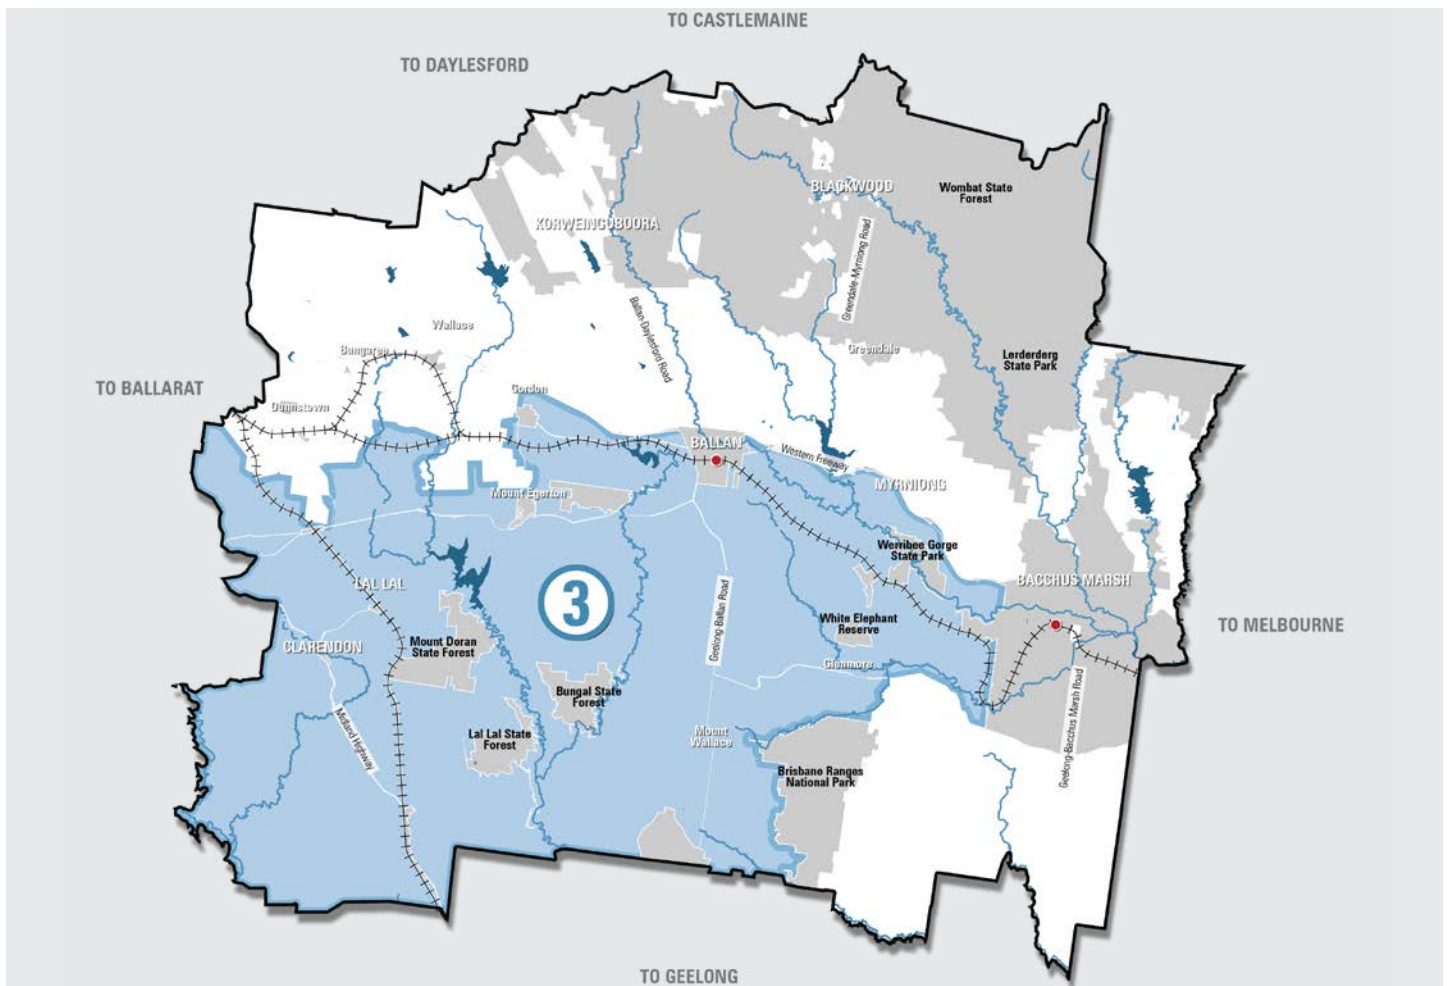 TO CASTLEMAINE
TO DAYLESFORD
BLACKWOOD
Wombat State
Forest
KORWEINGUBOORA
Greendale-Myrniong Road
Ballan-Daylesford Road
Wallace
Bungaree
Greendale
Lerderderg
State Park
TO BALLARAT
Gordon
Dunnstown
BALLAN
Western Freeway
MYRNIONG
Mount Egerton
Werribee Gorge
State Park
BACCHUS MARSH
LAL LAL
3
Geelong-Ballan Road
White Elephant
Reserve
TO MELBOURNE
CLARENDON
Mount Doran
State Forest
Glenmore
Bungal State
Forest
Geelong-Bacchus Marsh Road
Midland Highway
Lal Lal State
Forest
Mount
Wallace
Brisbane Ranges
National Park
TO GEELONG